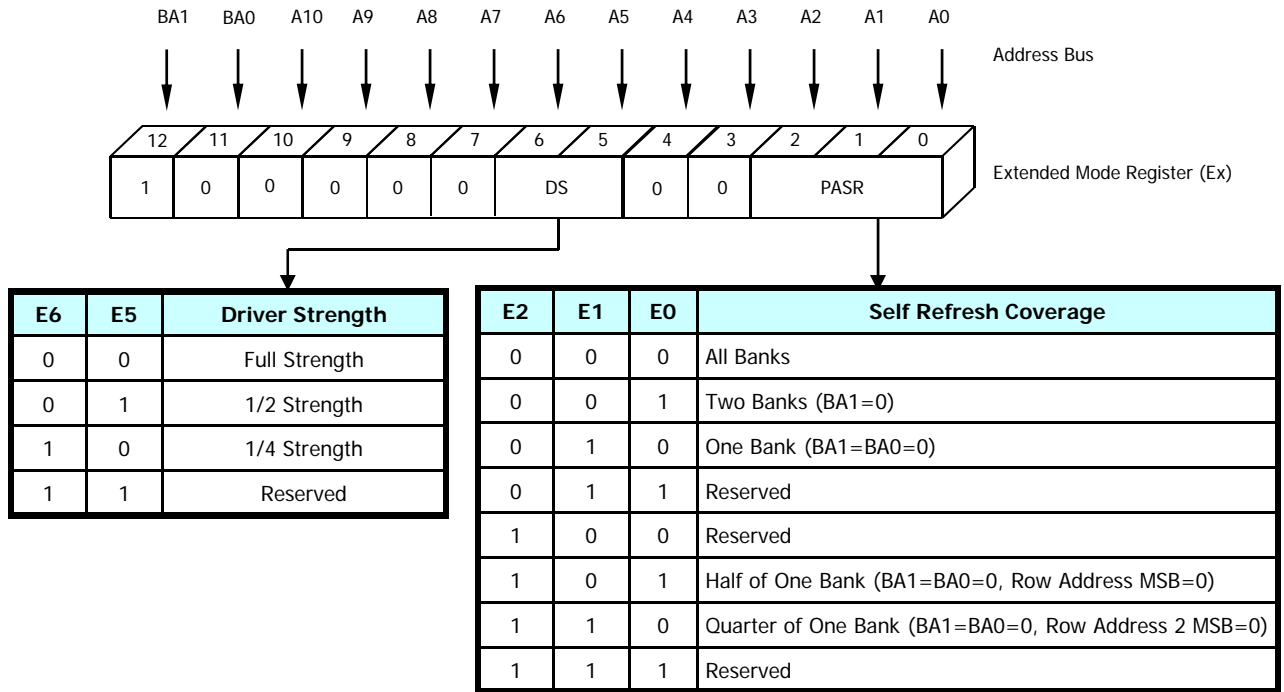 BA1 BA0 A10 A9 A8 A7 A6 A5 A4 A3 A2 A1 A0
Address Bus
12 11 10 9 8 7 6 5 4 3 2 1 0
1 0 0 0 0 0 DS 0 0 PASR
Extended Mode Register (Ex)
E6 E5 Driver Strength
0 0 Full Strength
0 1 1/2 Strength
1 0 1/4 Strength
1 1 Reserved
E2 E1 E0 Self Refresh Coverage
0 0 0 All Banks
0 0 1 Two Banks (BA1=0)
0 1 0 One Bank (BA1=BA0=0)
0 1 1 Reserved
1 0 0 Reserved
1 0 1 Half of One Bank (BA1=BA0=0, Row Address MSB=0)
1 1 0 Quarter of One Bank (BA1=BA0=0, Row Address 2 MSB=0)
1 1 1 Reserved